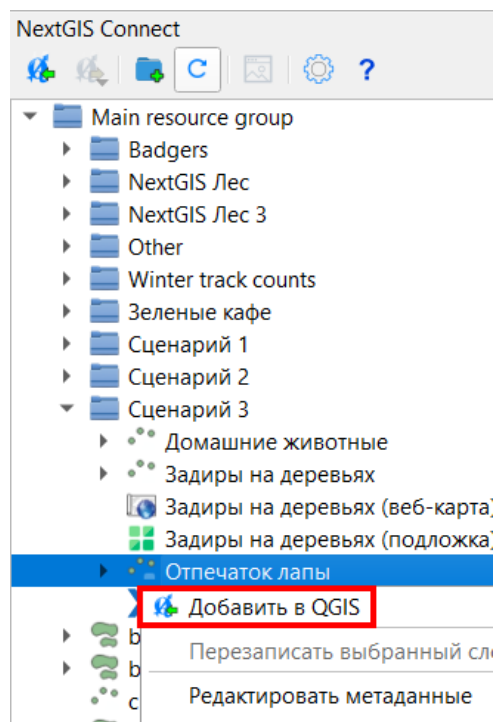 NextGIS Connect
?
Main resource group
Badgers
NextGIS Лес
NextGIS Лес 3
Other
Winter track counts
Зеленые кафе
Сценарий 1
Сценарий 2
Сценарий 3
Домашние животные
Задиры на деревьях
Задиры на деревьях (веб-карта)
Задиры на деревьях (подложка)
Отпечаток лапы
Добавить в QGIS
b
Перезаписать выбранный
b
Редактировать метаданные
c